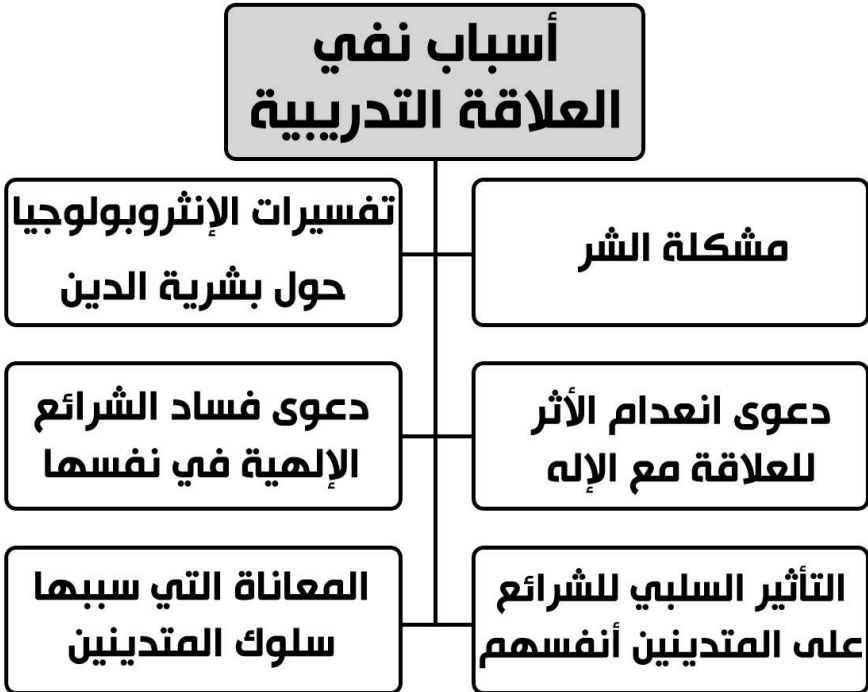 أسباب نفي
العلاقة التدريبية
مشكلة الشر
تفسيرات الإنثروبولوجيا
حول بشرية الدين
دعوى انعدام الأثر
للعلاقة مع الإله
دعوى فساد الشرائع
الإلهية في نفسها
التأثير السلبي للشرائع
على المتدينين أنفسهم
المعاناة التي سببها
سلوك المتدينين